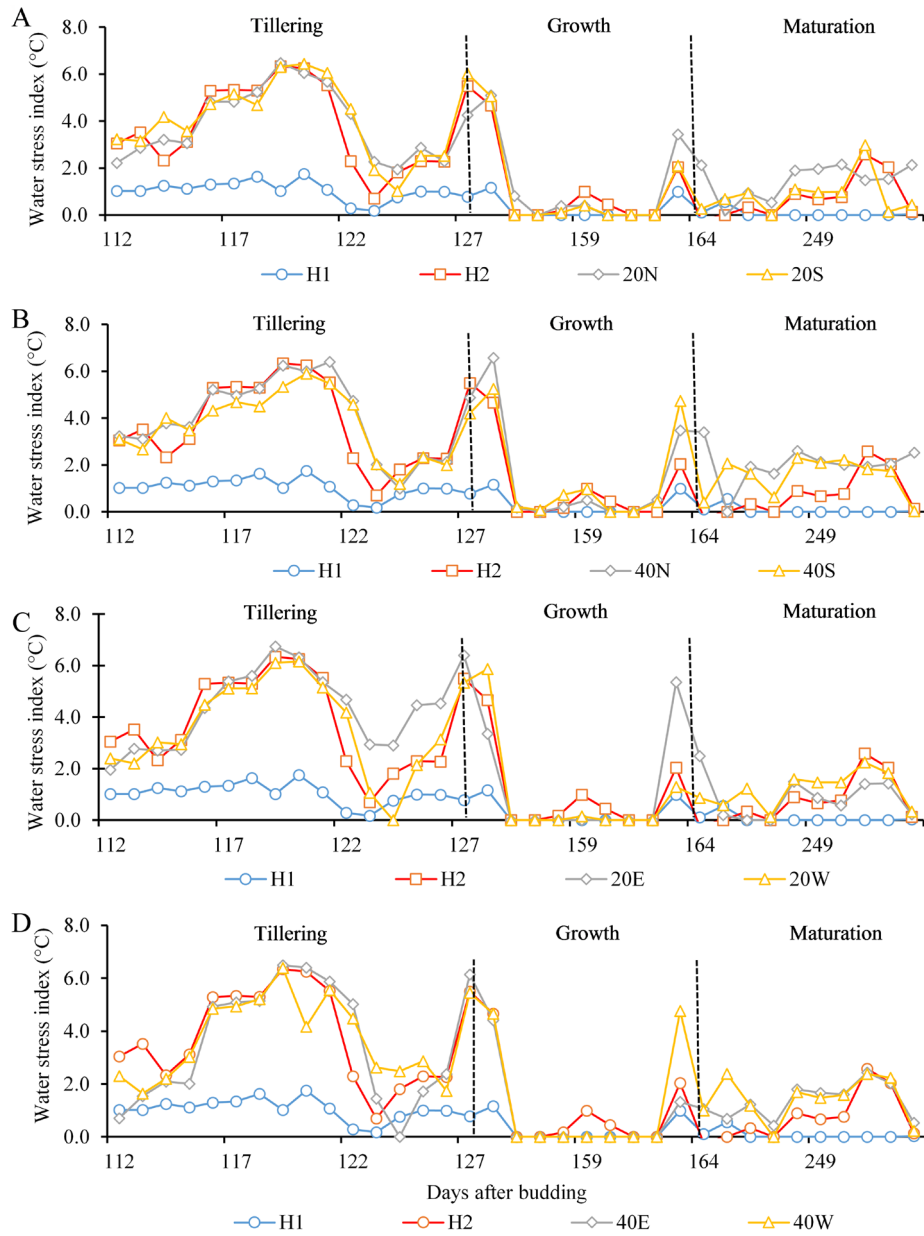 A
Tillering Growth Maturation
Water stress index (°C)
8.0
6.0
4.0
2.0
0.0
112 117 122 127 159 164 249
H1 H2 20N 20S
B
Tillering Growth Maturation
Water stress index (°C)
8.0
6.0
4.0
2.0
0.0
112 117 122 127 159 164 249
H1 H2 40N 40S
C
Tillering Growth Maturation
Water stress index (°C)
8.0
6.0
4.0
2.0
0.0
112 117 122 127 159 164 249
H1 H2 20E 20W
D
Tillering Growth Maturation
Water stress index (°C)
8.0
6.0
4.0
2.0
0.0
112 117 122 127 159 164 249
Days after budding
H1 H2 40E 40W